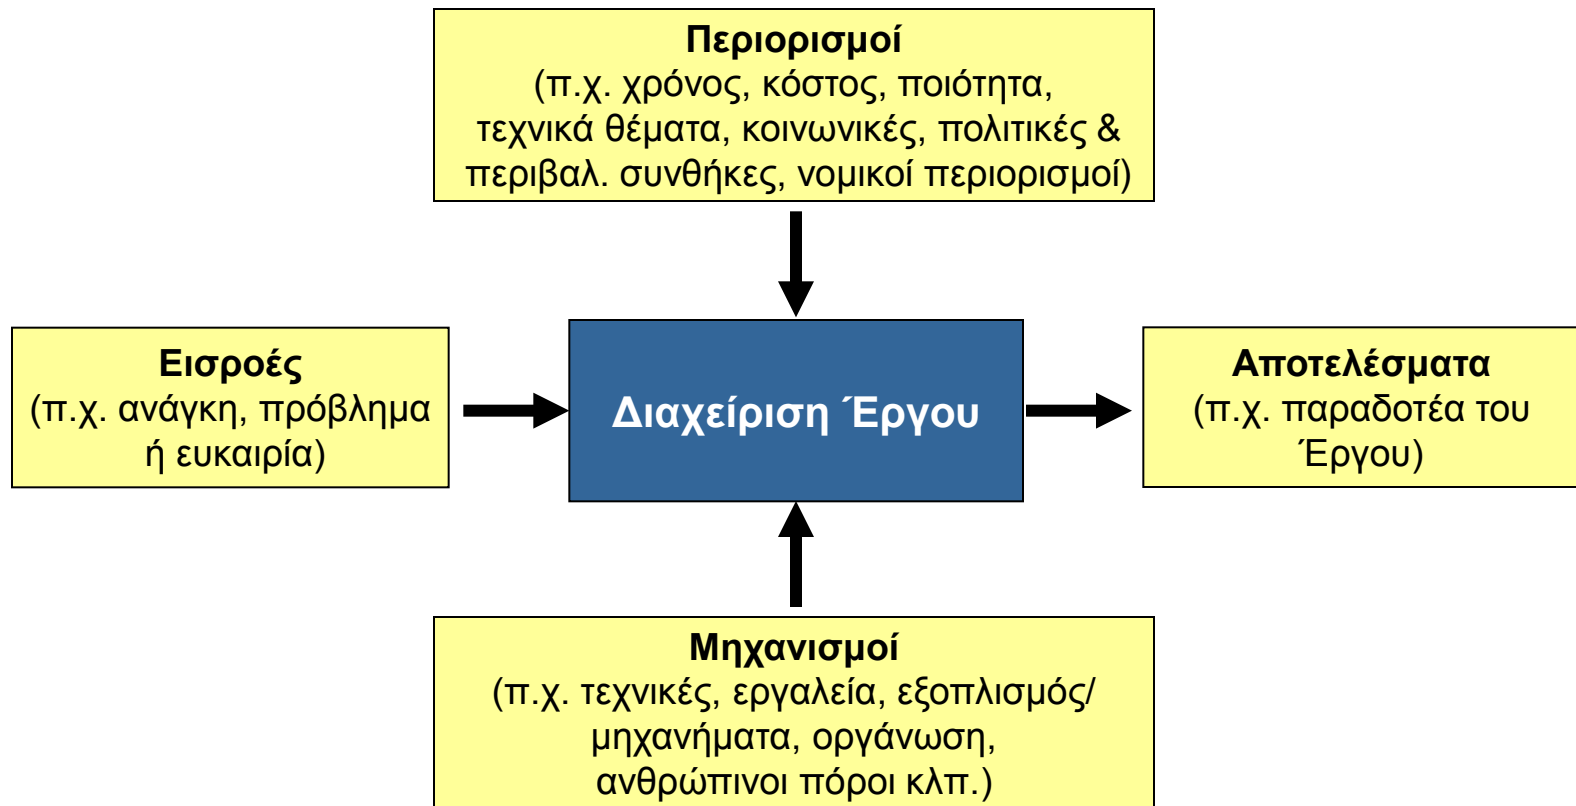 Περιορισμοί
(π.χ. χρόνος, κόστος, ποιότητα,
τεχνικά θέματα, κοινωνικές, πολιτικές &
περιβαλ. συνθήκες, νομικοί περιορισμοί)
Εισροές
(π.χ. ανάγκη, πρόβλημα
ή ευκαιρία)
Διαχείριση Έργου
Αποτελέσματα
(π.χ. παραδοτέα του
Έργου)
Μηχανισμοί
(π.χ. τεχνικές, εργαλεία, εξοπλισμός/
μηχανήματα, οργάνωση,
ανθρώπινοι πόροι κλπ.)